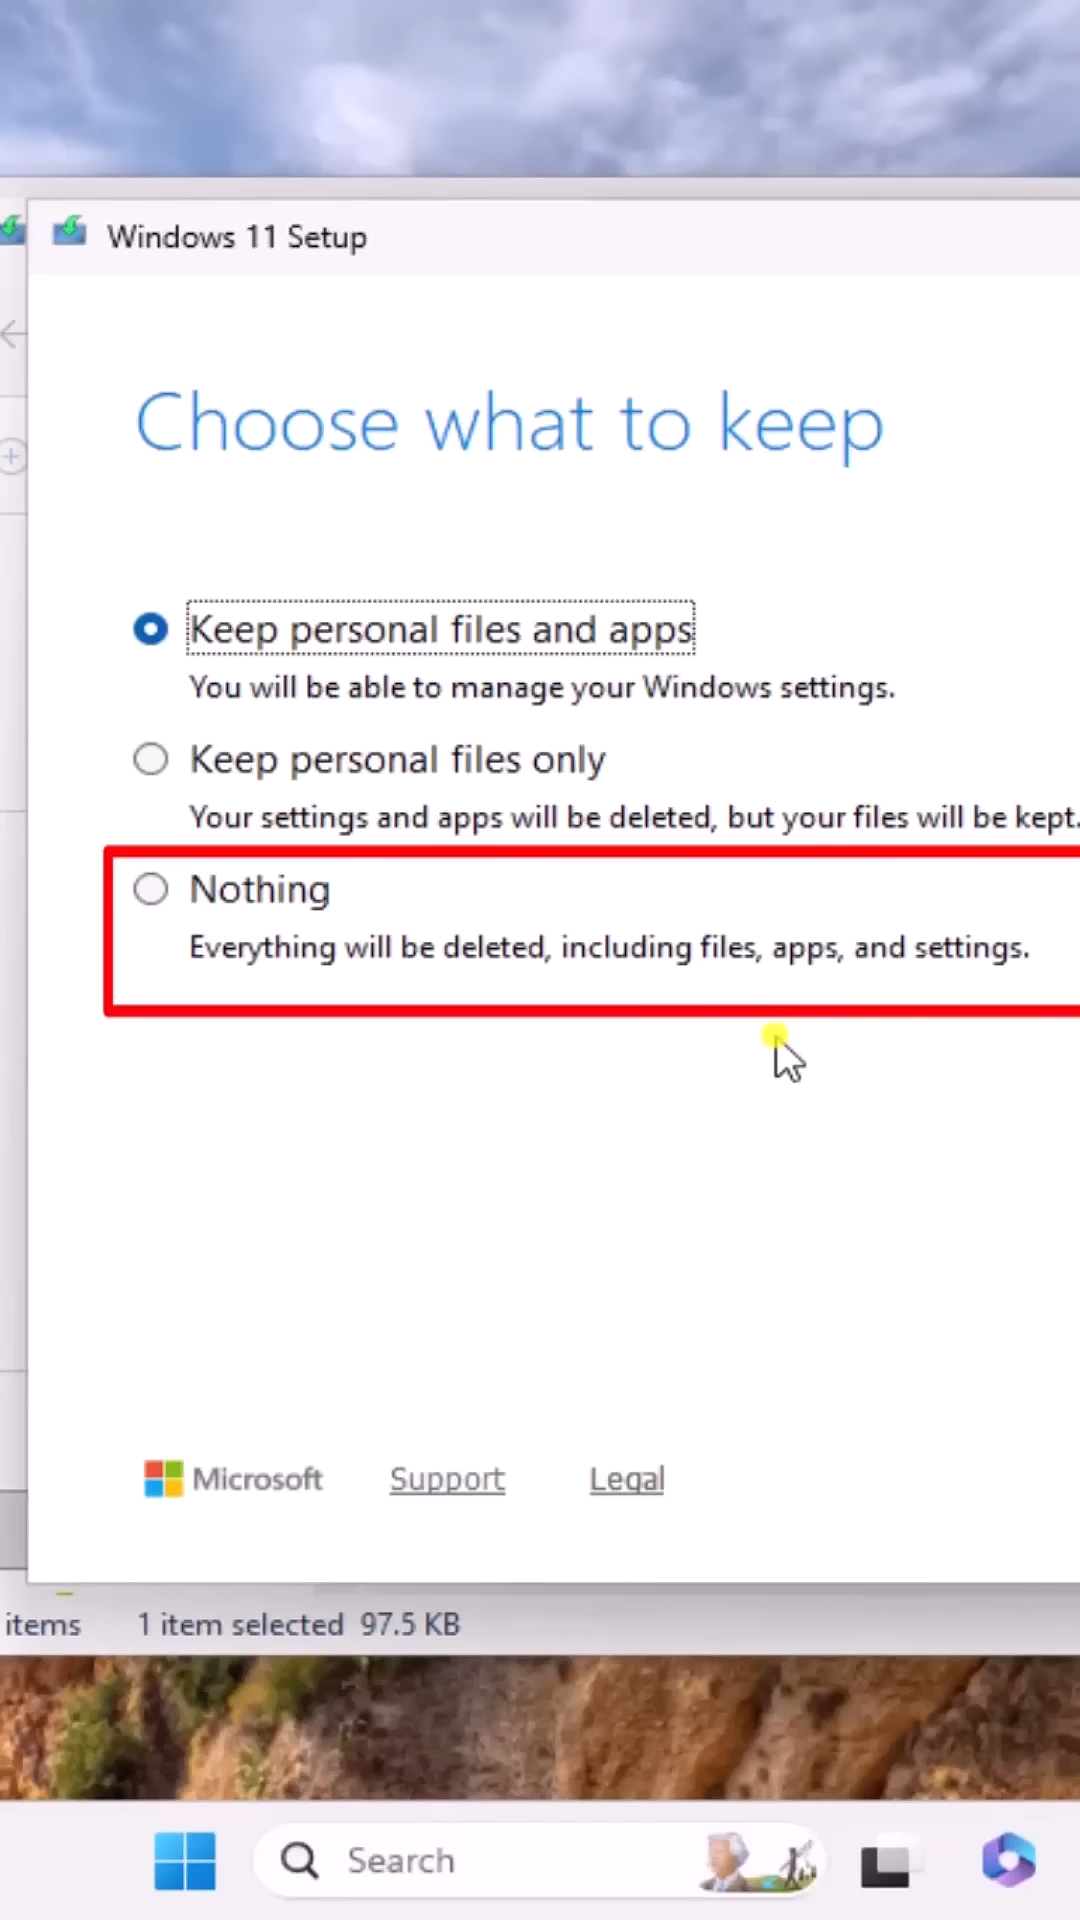 Windows 11 Setup
Choose what to keep
Keep personal files and apps
You will be able to manage your Windows settings.
Keep personal files only
Your settings and apps will be deleted, but your files will be kept.
Nothing
Everything will be deleted, including files, apps, and settings.
Microsoft Support Legal
items 1 item selected 97.5 KB
Search